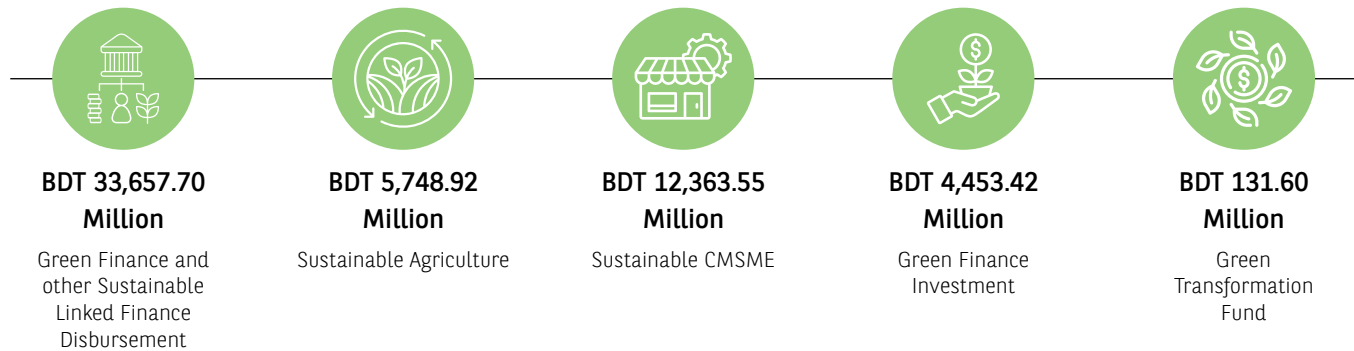 $
$
BDT 33,657.70
Million
Green Finance and
other Sustainable
Linked Finance
Disbursement
BDT 5,748.92
Million
Sustainable Agriculture
BDT 12,363.55
Million
Sustainable CMSME
BDT 4,453.42
Million
Green Finance
Investment
BDT 131.60
Million
Green
Transformation
Fund